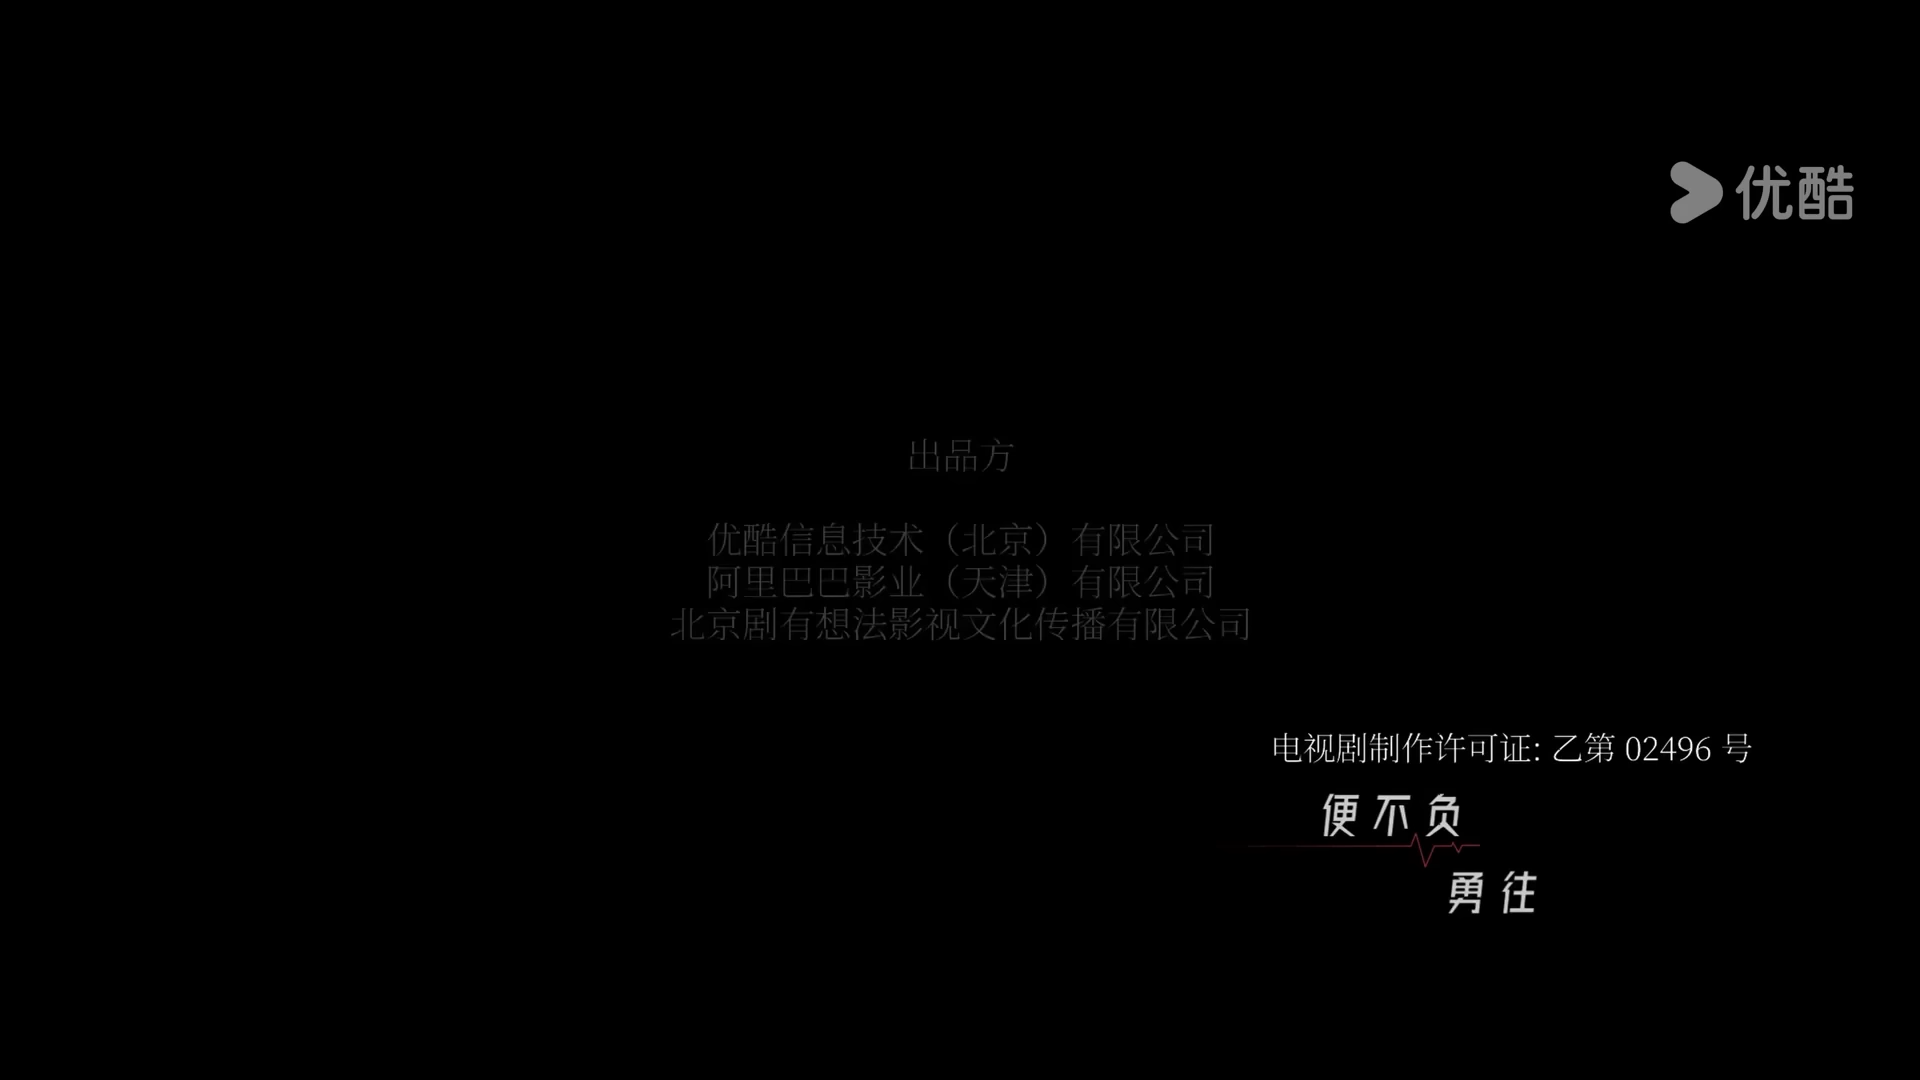 优酷
出品方
优酷信息技术（北京）有限公司
阿里巴巴影业（天津）有限公司
北京剧有想法影视文化传播有限公司
电视剧制作许可证: 乙第 02496 号
便不负
勇往